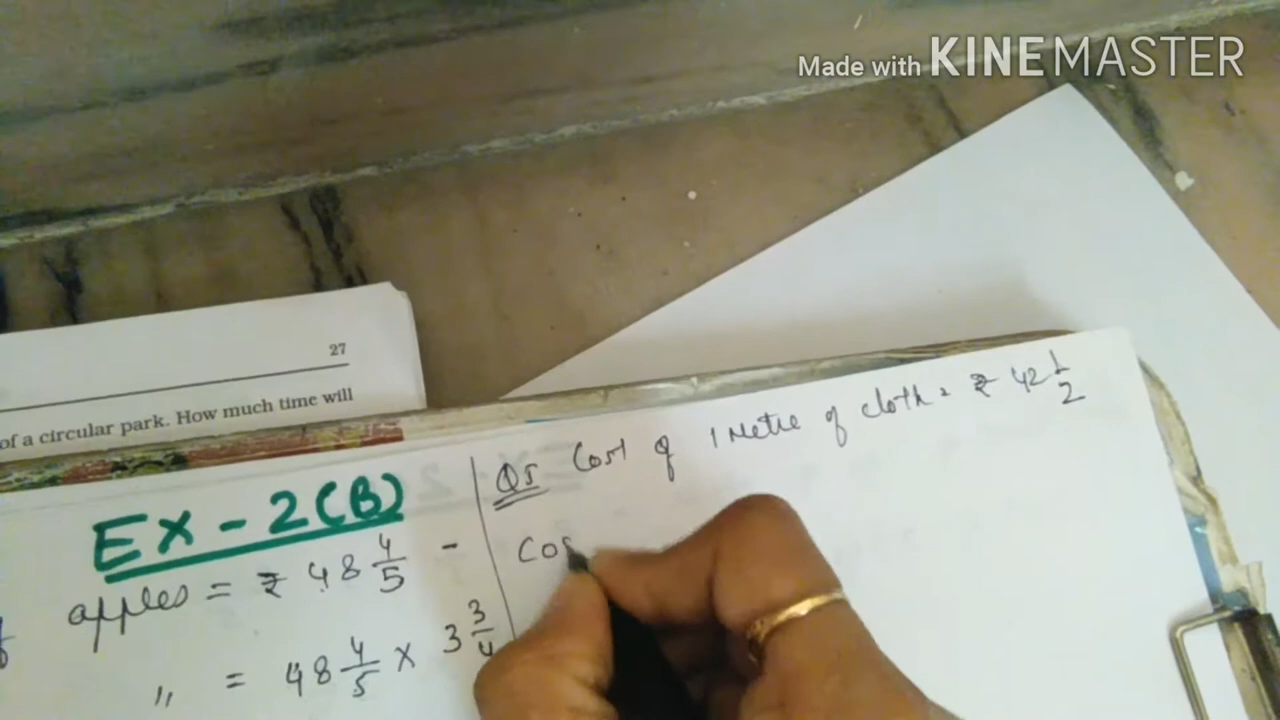 Made with KINEMASTER
27
of a circular park. How much time will
Ex - 2(B)
apples = ₹ 48 4/5 -
" = 48 4/5 × 3 3/4
Q5 Cost of 1 Metre of cloth = ₹ 42 1/2
Cos